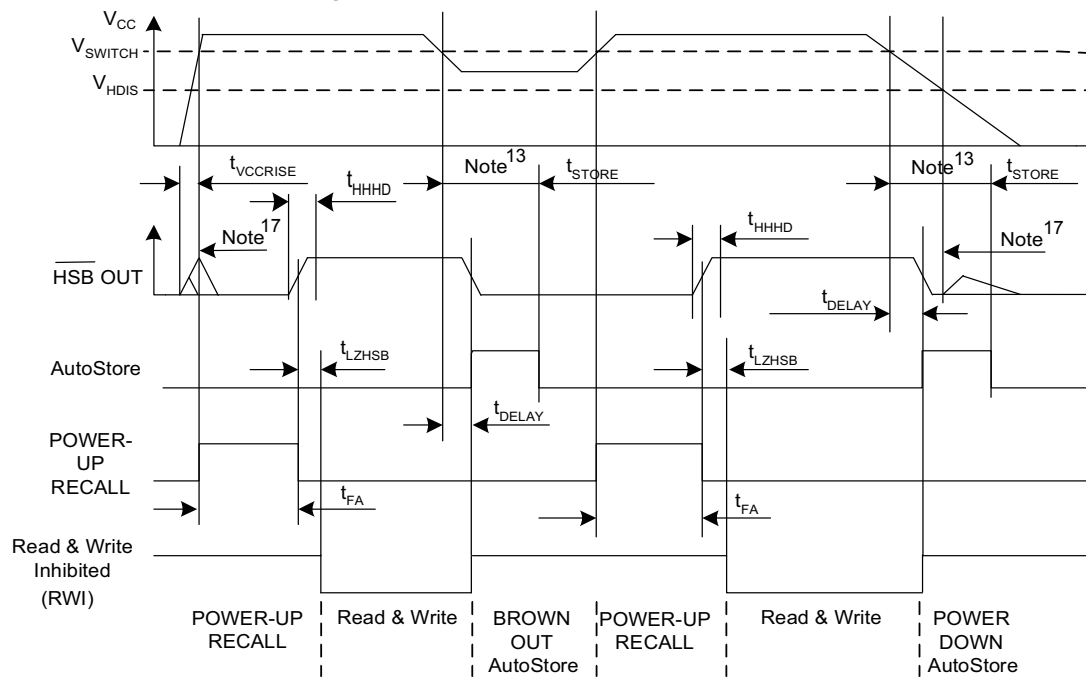 VCC
VSWITCH
VHDIS
tVCCRISE
tHHHD
Note13
tSTORE
Note13
tSTORE
Note17
tHHHD
Note17
HSB OUT
tDELAY
tLZHSB
tLZHSB
AutoStore
tDELAY
POWER-
UP
RECALL
tFA
tFA
Read & Write
Inhibited
(RWI)
POWER-UP
RECALL
Read & Write
BROWN
OUT
AutoStore
POWER-UP
RECALL
Read & Write
POWER
DOWN
AutoStore